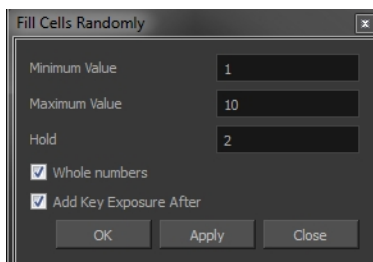 Fill Cells Randomly
Minimum Value 1
Maximum Value 10
Hold 2
Whole numbers
Add Key Exposure After
OK Apply Close